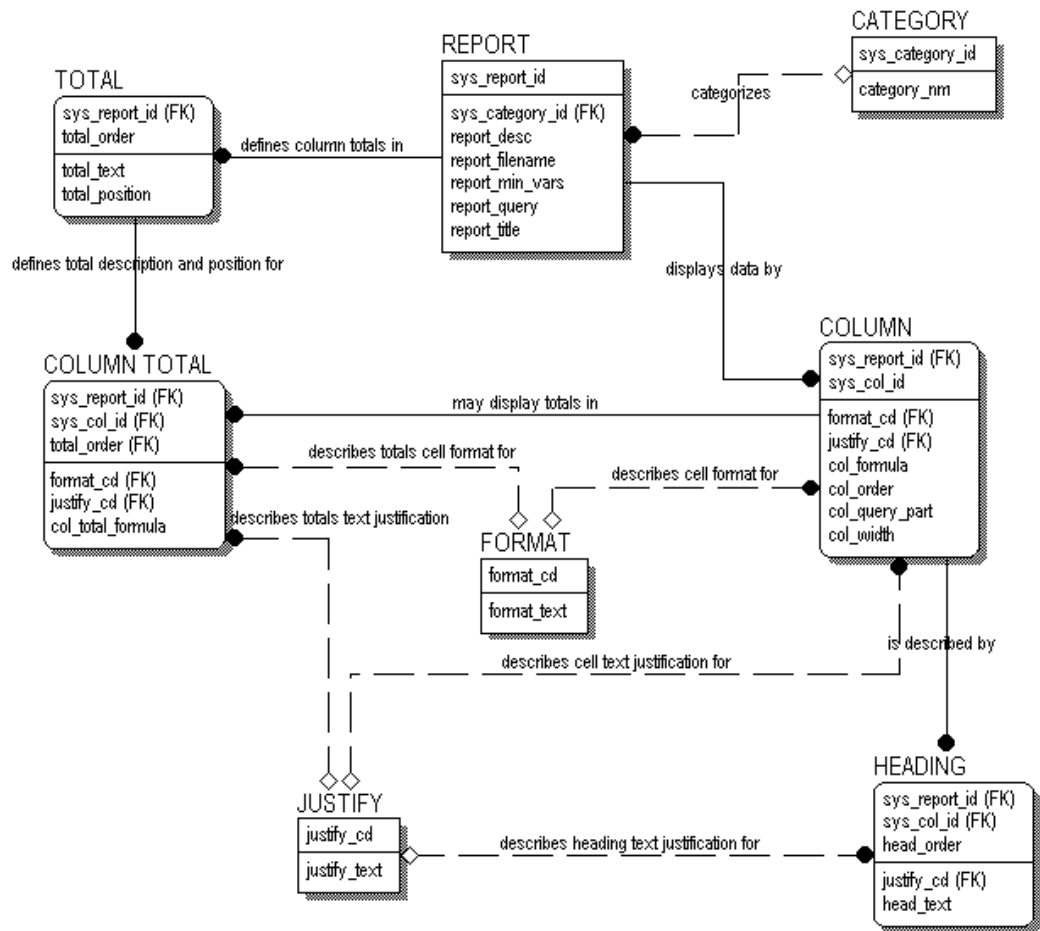 CATEGORY
sys_category_id
category_nm
REPORT
sys_report_id
sys_category_id (FK)
report_desc
report_filename
report_min_vars
report_query
report_title
categorizes
TOTAL
sys_report_id (FK)
total_order
total_text
total_position
defines column totals in
defines total description and position for
displays data by
COLUMN
sys_report_id (FK)
sys_col_id
format_cd (FK)
justify_cd (FK)
col_formula
col_order
col_query_part
col_width
COLUMN TOTAL
sys_report_id (FK)
sys_col_id (FK)
total_order (FK)
format_cd (FK)
justify_cd (FK)
col_total_formula
may display totals in
describes totals cell format for
describes cell format for
describes totals text justification
FORMAT
format_cd
format_text
is described by
describes cell text justification for
JUSTIFY
justify_cd
justify_text
describes heading text justification for
HEADING
sys_report_id (FK)
sys_col_id (FK)
head_order
justify_cd (FK)
head_text